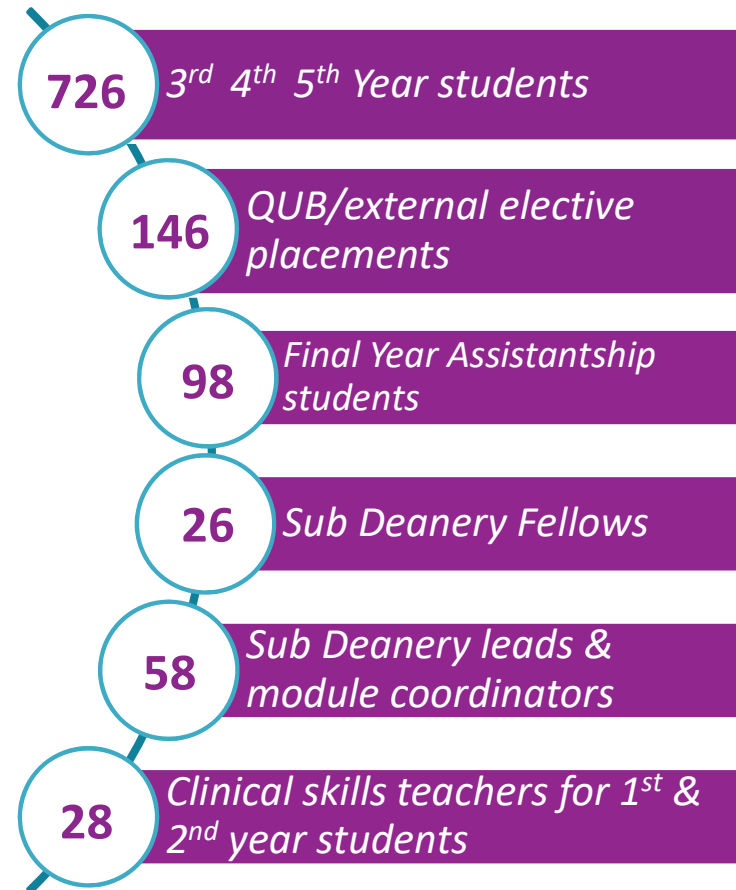 726
3rd 4th 5th Year students
146
QUB/external elective
placements
98
Final Year Assistantship
students
26
Sub Deanery Fellows
58
Sub Deanery leads &
module coordinators
28
Clinical skills teachers for 1st &
2nd year students